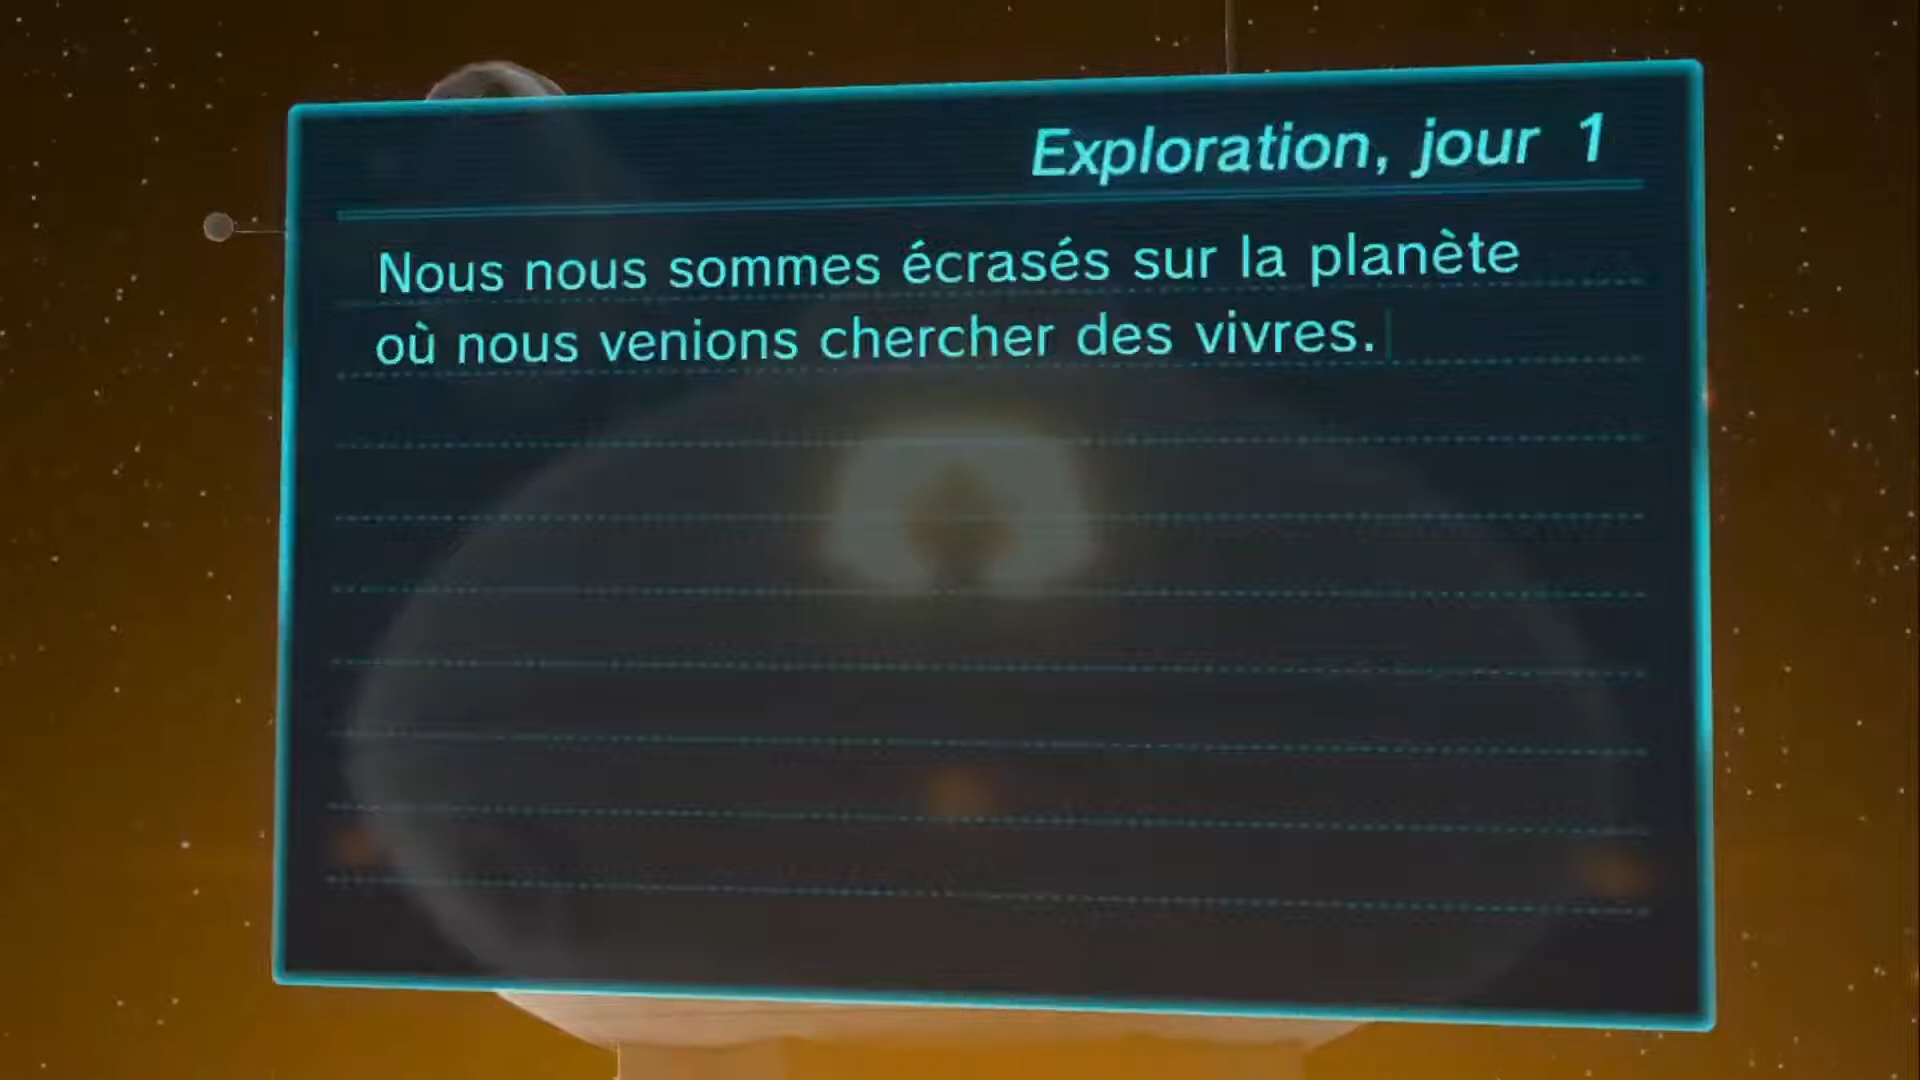 Exploration, jour 1
Nous nous sommes écrasés sur la planète
où nous venions chercher des vivres.